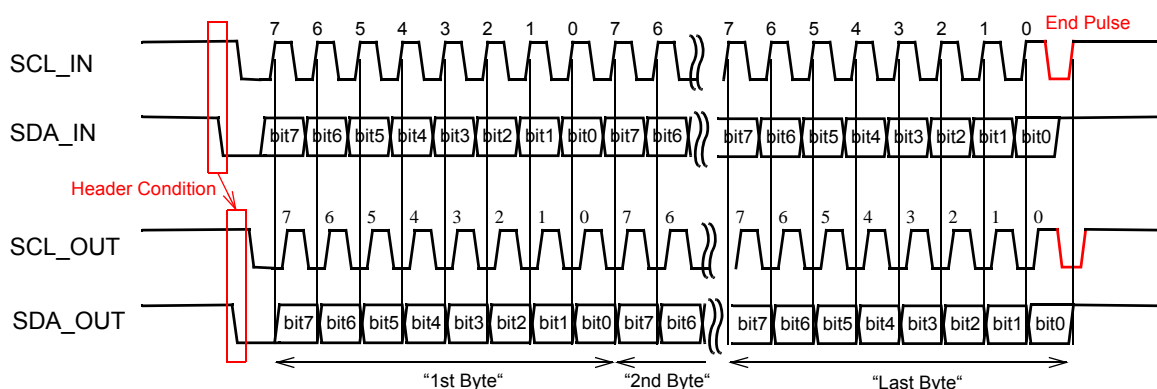 7 6 5 4 3 2 1 0 7 6 7 6 5 4 3 2 1 0 End Pulse
SCL_IN
SDA_IN bit7 bit6 bit5 bit4 bit3 bit2 bit1 bit0 bit7 bit6 bit7 bit6 bit5 bit4 bit3 bit2 bit1 bit0
Header Condition
7 6 5 4 3 2 1 0 7 6 7 6 5 4 3 2 1 0
SCL_OUT
SDA_OUT bit7 bit6 bit5 bit4 bit3 bit2 bit1 bit0 bit7 bit6 bit7 bit6 bit5 bit4 bit3 bit2 bit1 bit0
“1st Byte“ “2nd Byte“ “Last Byte“